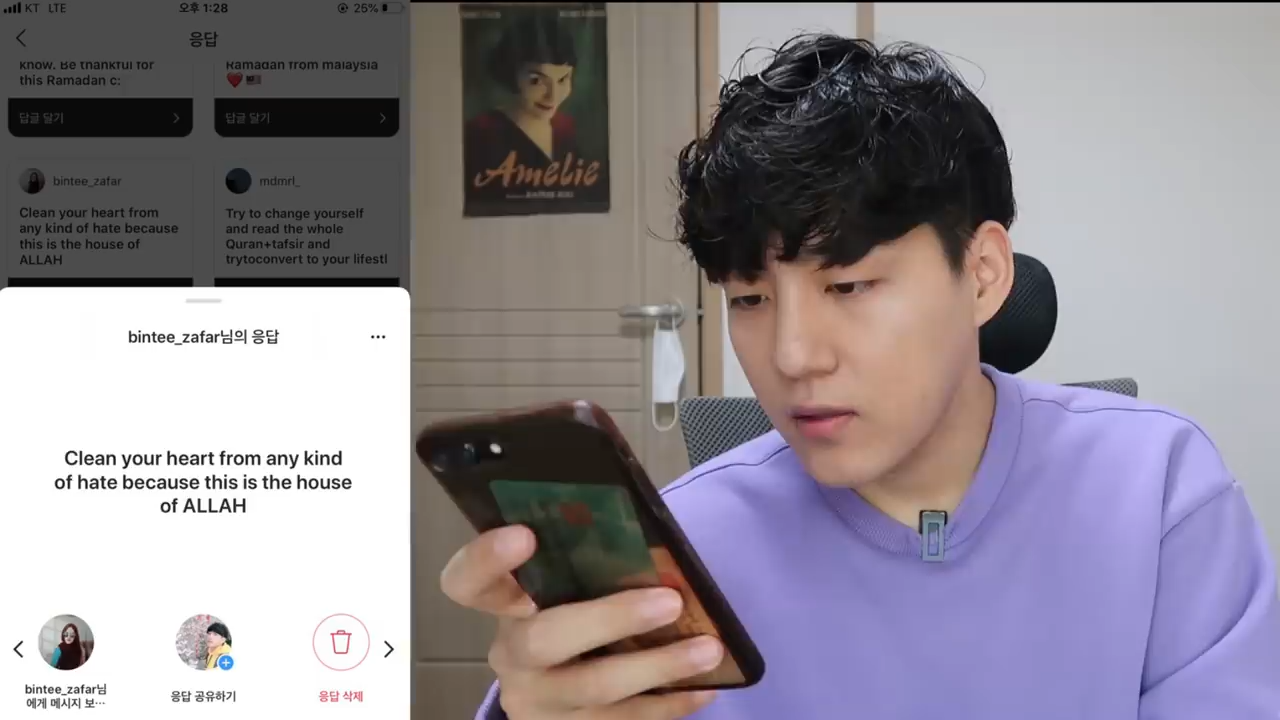 KT LTE
오후 1:28
25%
응답
know. Be thankful for
this Ramadan c:
답글 달기
Ramadan from malaysia
답글 달기
bintee_zafar
Clean your heart from
any kind of hate because
this is the house of
ALLAH
mdmrl_
Try to change yourself
and read the whole
Quran+tafsir and
trytoconvert to your lifestl
bintee_zafar님의 응답
Clean your heart from any kind
of hate because this is the house
of ALLAH
bintee_zafar님
에게 메시지 보…
응답 공유하기
응답 삭제
Amelie